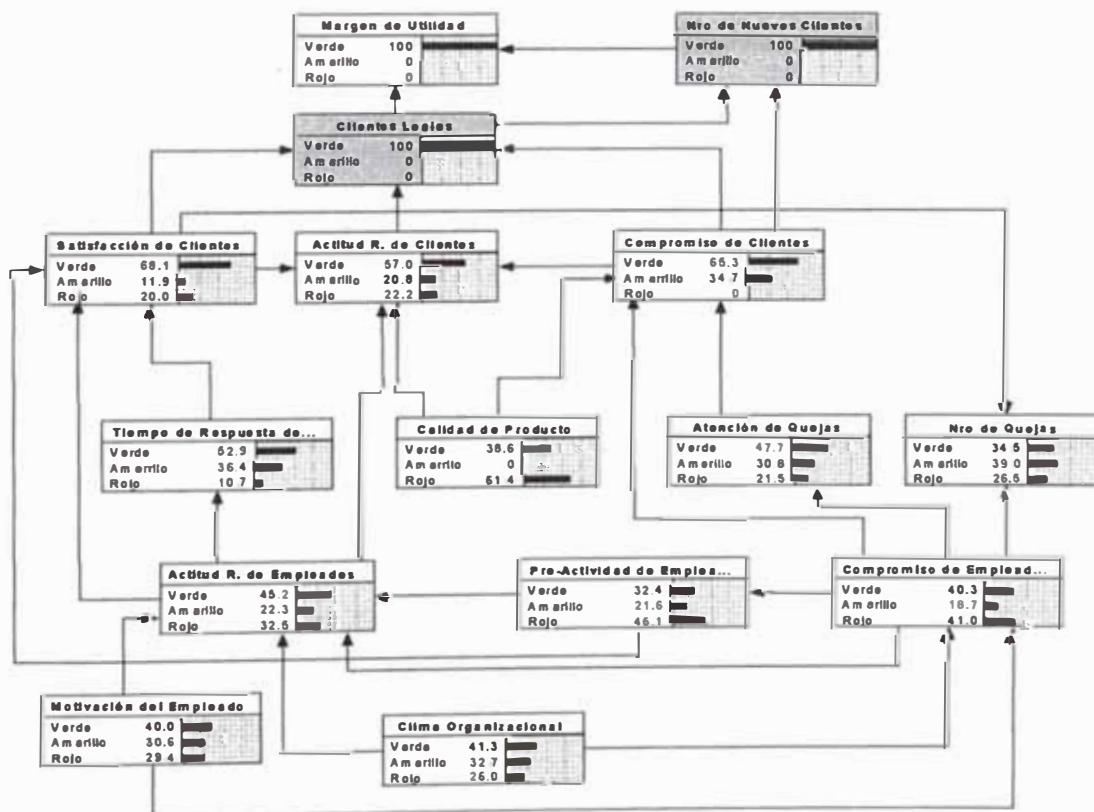 Margen de Utilidad
Verde 100
Amarillo 0
Rojo 0
Nro de Nuevos Clientes
Verde 100
Amarillo 0
Rojo 0
Clientes Leales
Verde 100
Amarillo 0
Rojo 0
Satisfacción de Clientes
Verde 68.1
Amarillo 11.9
Rojo 20.0
Actitud R. de Clientes
Verde 57.0
Amarillo 20.8
Rojo 22.2
Compromiso de Clientes
Verde 65.3
Amarillo 34.7
Rojo 0
Tiempo de Respuesta de...
Verde 52.9
Amarrilo 36.4
Rojo 10.7
Calidad de Producto
Verde 38.6
Amarillo 0
Rojo 61.4
Atención de Quejas
Verde 47.7
Amarillo 30.8
Rojo 21.5
Nro de Quejas
Verde 34.5
Amarillo 39.0
Rojo 26.5
Actitud R. de Empleados
Verde 45.2
Amarillo 22.3
Rojo 32.5
Pro-Actividad de Emplea...
Verde 32.4
Amarillo 21.6
Rojo 46.1
Compromiso de Emplead...
Verde 40.3
Amarillo 18.7
Rojo 41.0
Motivación del Empleado
Verde 40.0
Amarillo 30.6
Rojo 29.4
Clima Organizacional
Verde 41.3
Amarillo 32.7
Rojo 26.0